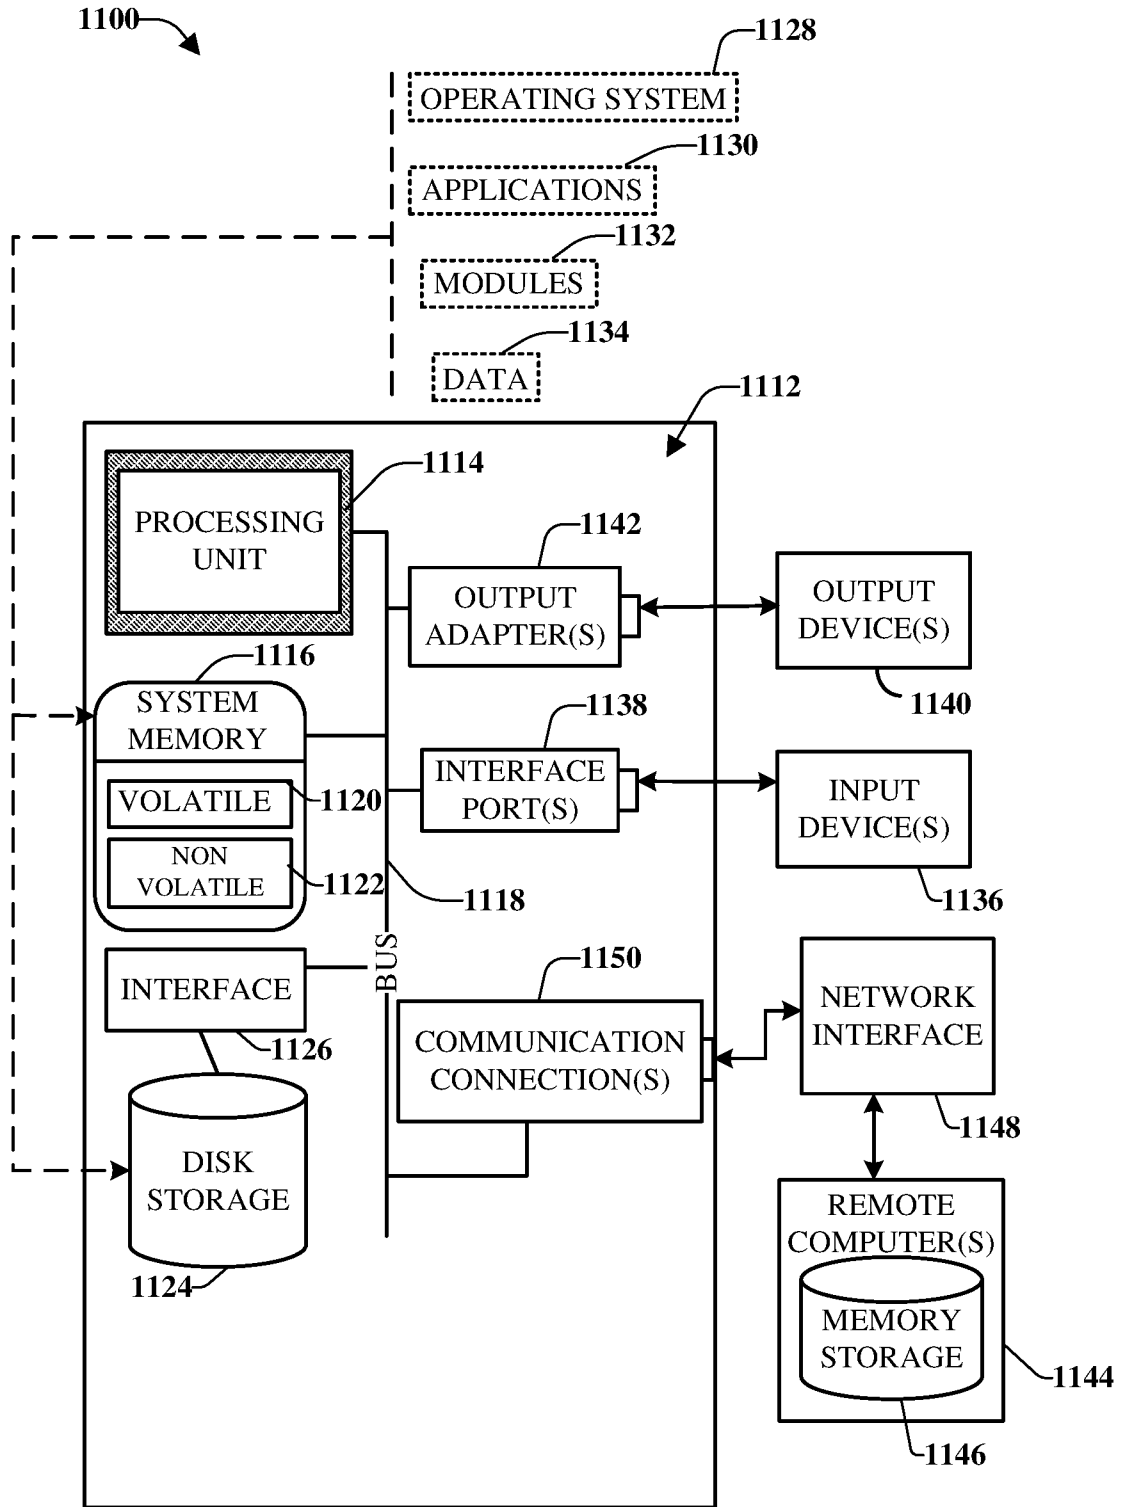 1100
1128
OPERATING SYSTEM
1130
APPLICATIONS
1132
MODULES
1134
DATA
1112
1114
PROCESSING
UNIT
1142
OUTPUT
ADAPTER(S)
OUTPUT
DEVICE(S)
1140
1116
SYSTEM
MEMORY
VOLATILE
1120
NON
VOLATILE
1122
1138
INTERFACE
PORT(S)
INPUT
DEVICE(S)
1136
1118
BUS
INTERFACE
1126
1150
COMMUNICATION
CONNECTION(S)
NETWORK
INTERFACE
1148
DISK
STORAGE
1124
REMOTE
COMPUTER(S)
MEMORY
STORAGE
1144
1146